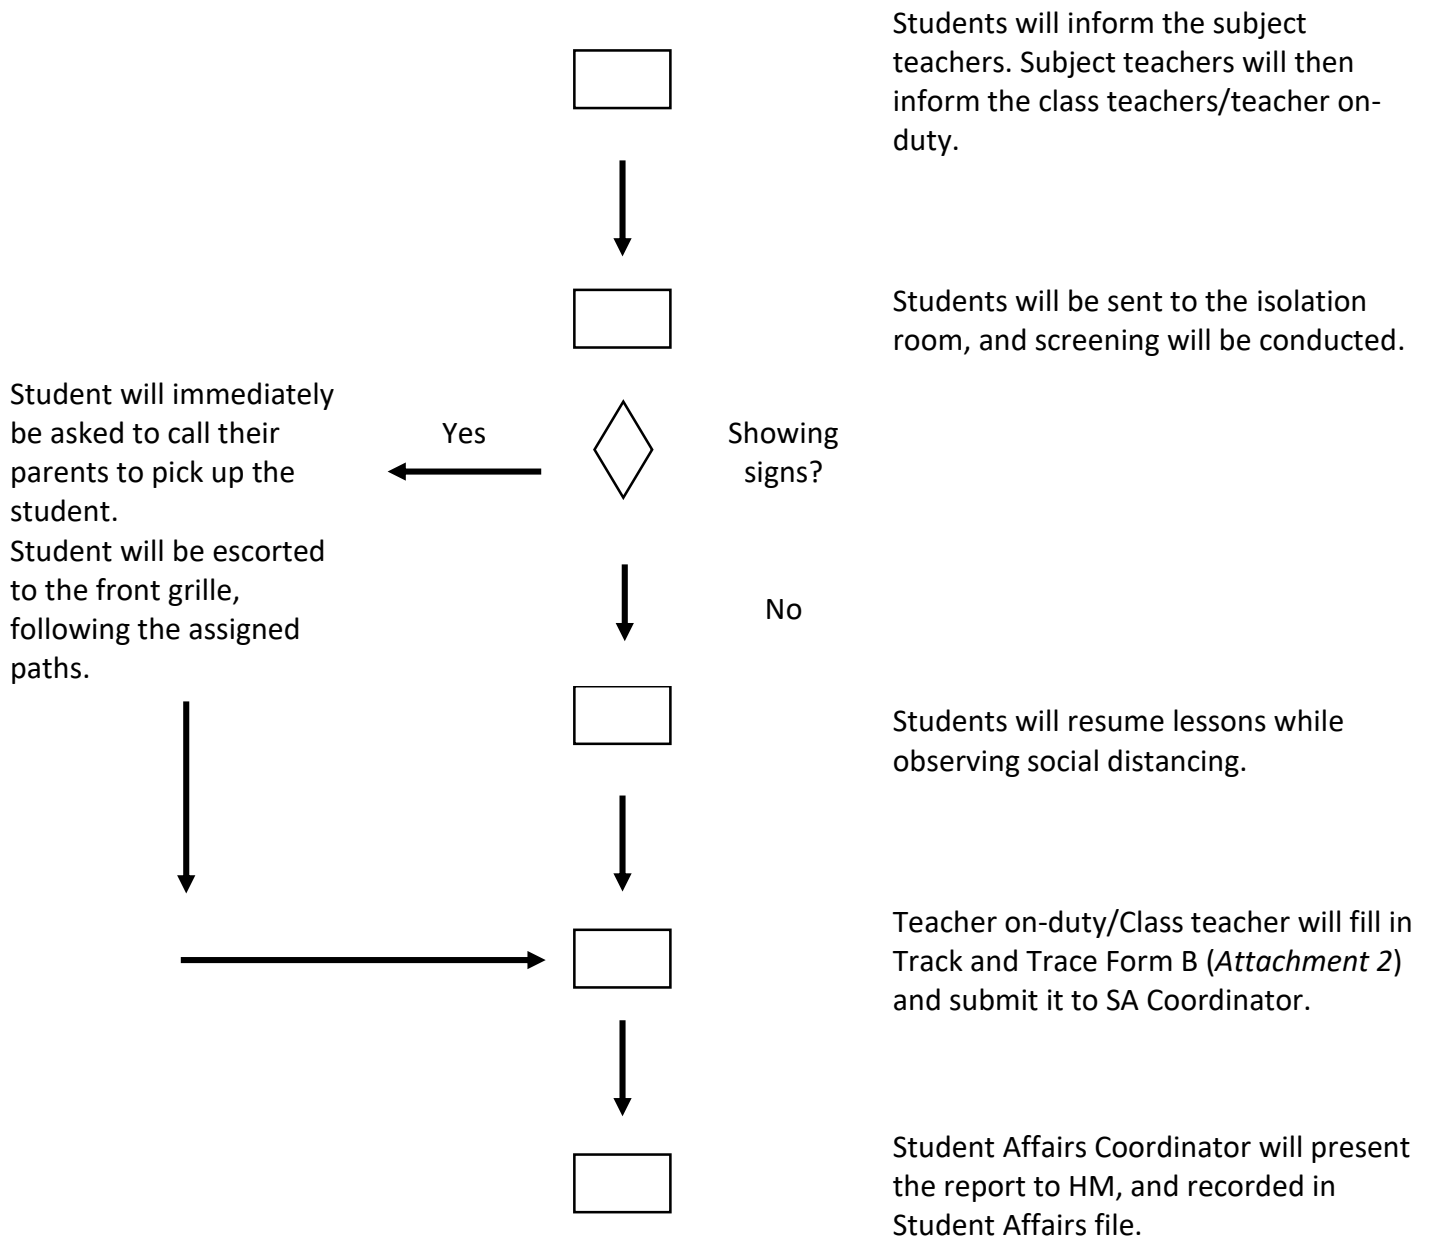 Students will inform the subject
teachers. Subject teachers will then
inform the class teachers/teacher on-
duty.
Students will be sent to the isolation
room, and screening will be conducted.
Student will immediately
be asked to call their
parents to pick up the
student.
Student will be escorted
to the front grille,
following the assigned
paths.
Yes
Showing
signs?
No
Students will resume lessons while
observing social distancing.
Teacher on-duty/Class teacher will fill in
Track and Trace Form B (Attachment 2)
and submit it to SA Coordinator.
Student Affairs Coordinator will present
the report to HM, and recorded in
Student Affairs file.